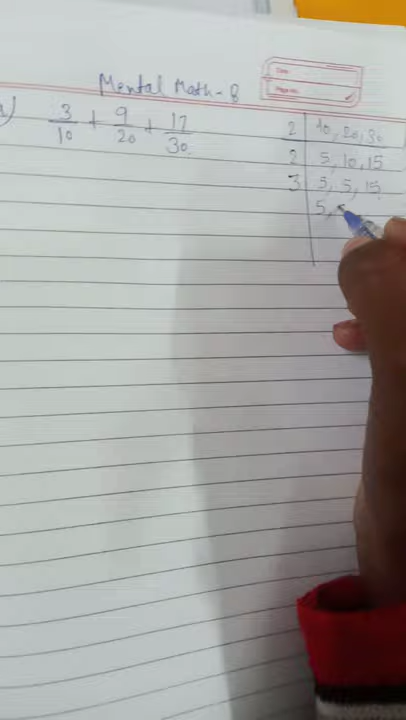 Mental Math - 8
3/10 + 9/20 + 17/30
2 | 10, 20, 30
2 | 5, 10, 15
3 | 5, 5, 15
5,